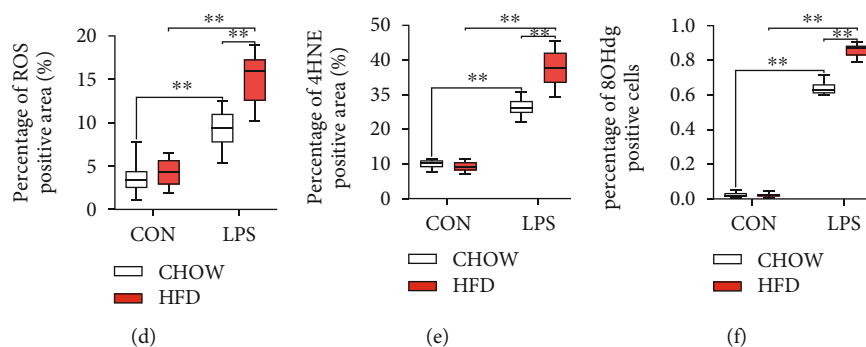 Percentage of ROS
positive area (%)
20
15
10
5
0
**
**
**
CON
LPS
CHOW
HFD
(d)
Percentage of 4HNE
positive area (%)
50
40
35
20
10
0
**
**
**
CON
LPS
CHOW
HFD
(e)
percentage of 8OHdg
positive cells
1.0
0.8
0.6
0.4
0.2
0.0
**
**
**
CON
LPS
CHOW
HFD
(f)